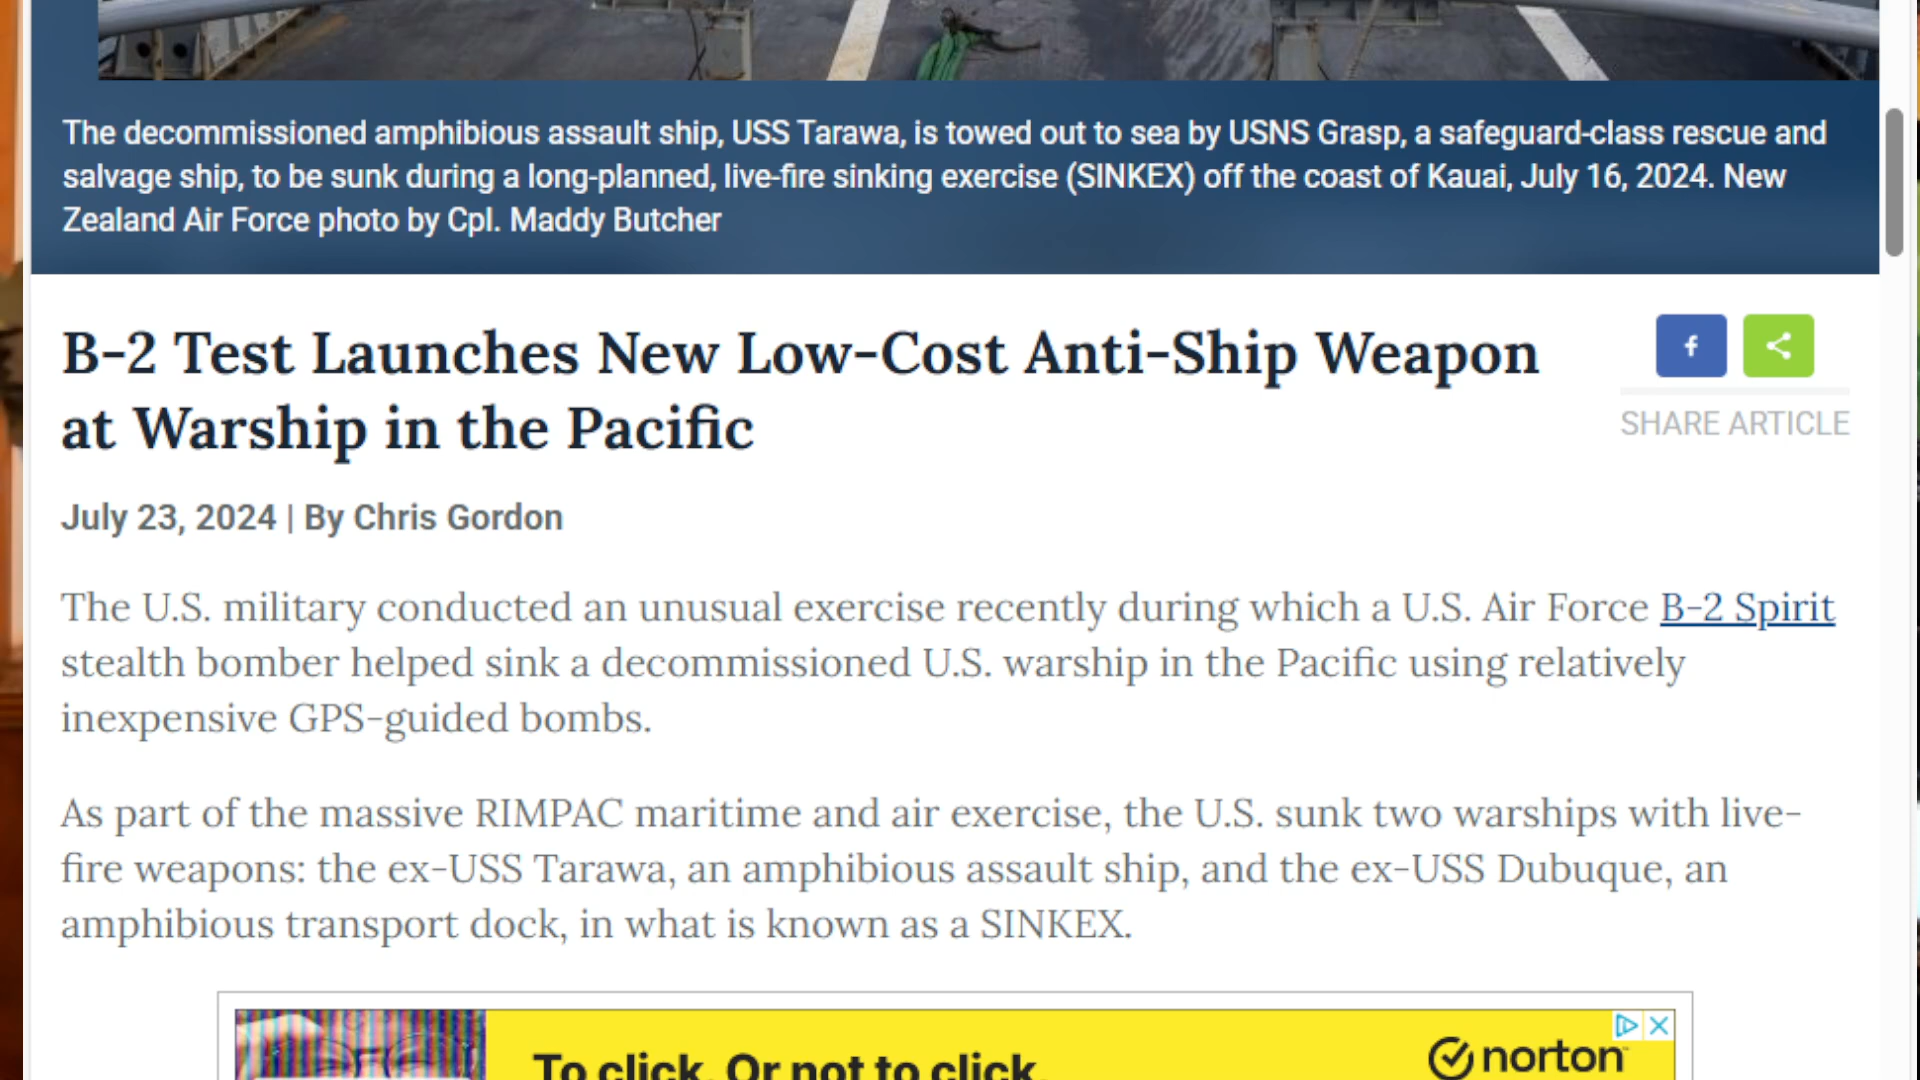 The decommissioned amphibious assault ship, USS Tarawa, is towed out to sea by USNS Grasp, a safeguard-class rescue and
salvage ship, to be sunk during a long-planned, live-fire sinking exercise (SINKEX) off the coast of Kauai, July 16, 2024. New
Zealand Air Force photo by Cpl. Maddy Butcher
B-2 Test Launches New Low-Cost Anti-Ship Weapon
at Warship in the Pacific
f
SHARE ARTICLE
July 23, 2024 | By Chris Gordon
The U.S. military conducted an unusual exercise recently during which a U.S. Air Force B-2 Spirit
stealth bomber helped sink a decommissioned U.S. warship in the Pacific using relatively
inexpensive GPS-guided bombs.
As part of the massive RIMPAC maritime and air exercise, the U.S. sunk two warships with live-
fire weapons: the ex-USS Tarawa, an amphibious assault ship, and the ex-USS Dubuque, an
amphibious transport dock, in what is known as a SINKEX.
To click. Or not to click.
norton